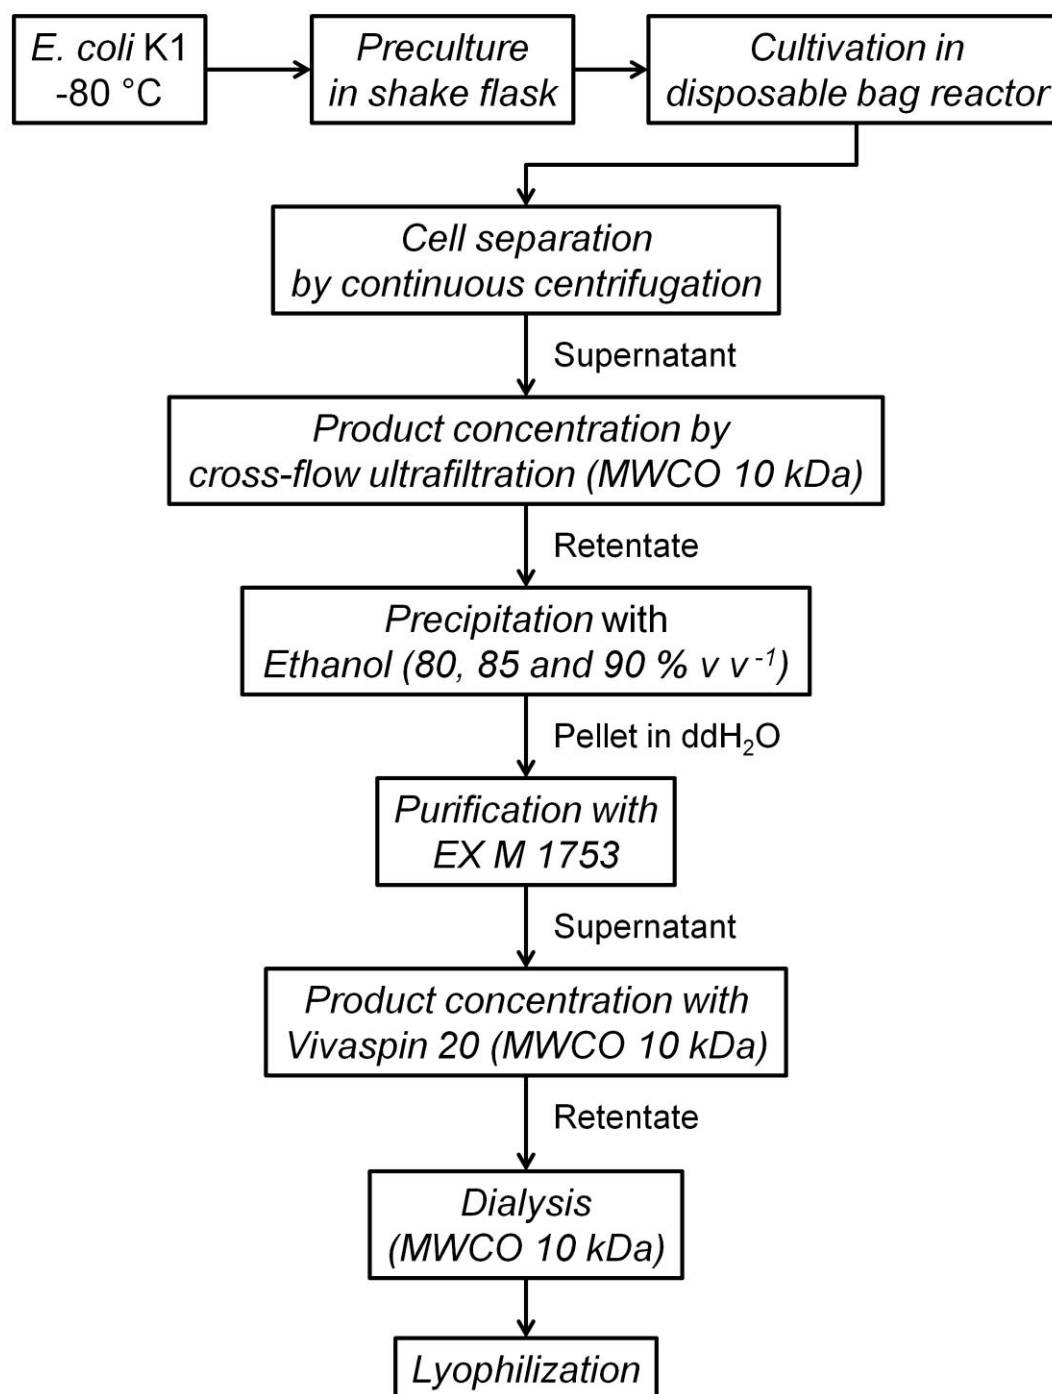 E. coli K1
-80 °C
Preculture
in shake flask
Cultivation in
disposable bag reactor
Cell separation
by continuous centrifugation
Supernatant
Product concentration by
cross-flow ultrafiltration (MWCO 10 kDa)
Retentate
Precipitation with
Ethanol (80, 85 and 90 % v v⁻¹)
Pellet in ddH₂O
Purification with
EX M 1753
Supernatant
Product concentration with
Vivaspin 20 (MWCO 10 kDa)
Retentate
Dialysis
(MWCO 10 kDa)
Lyophilization